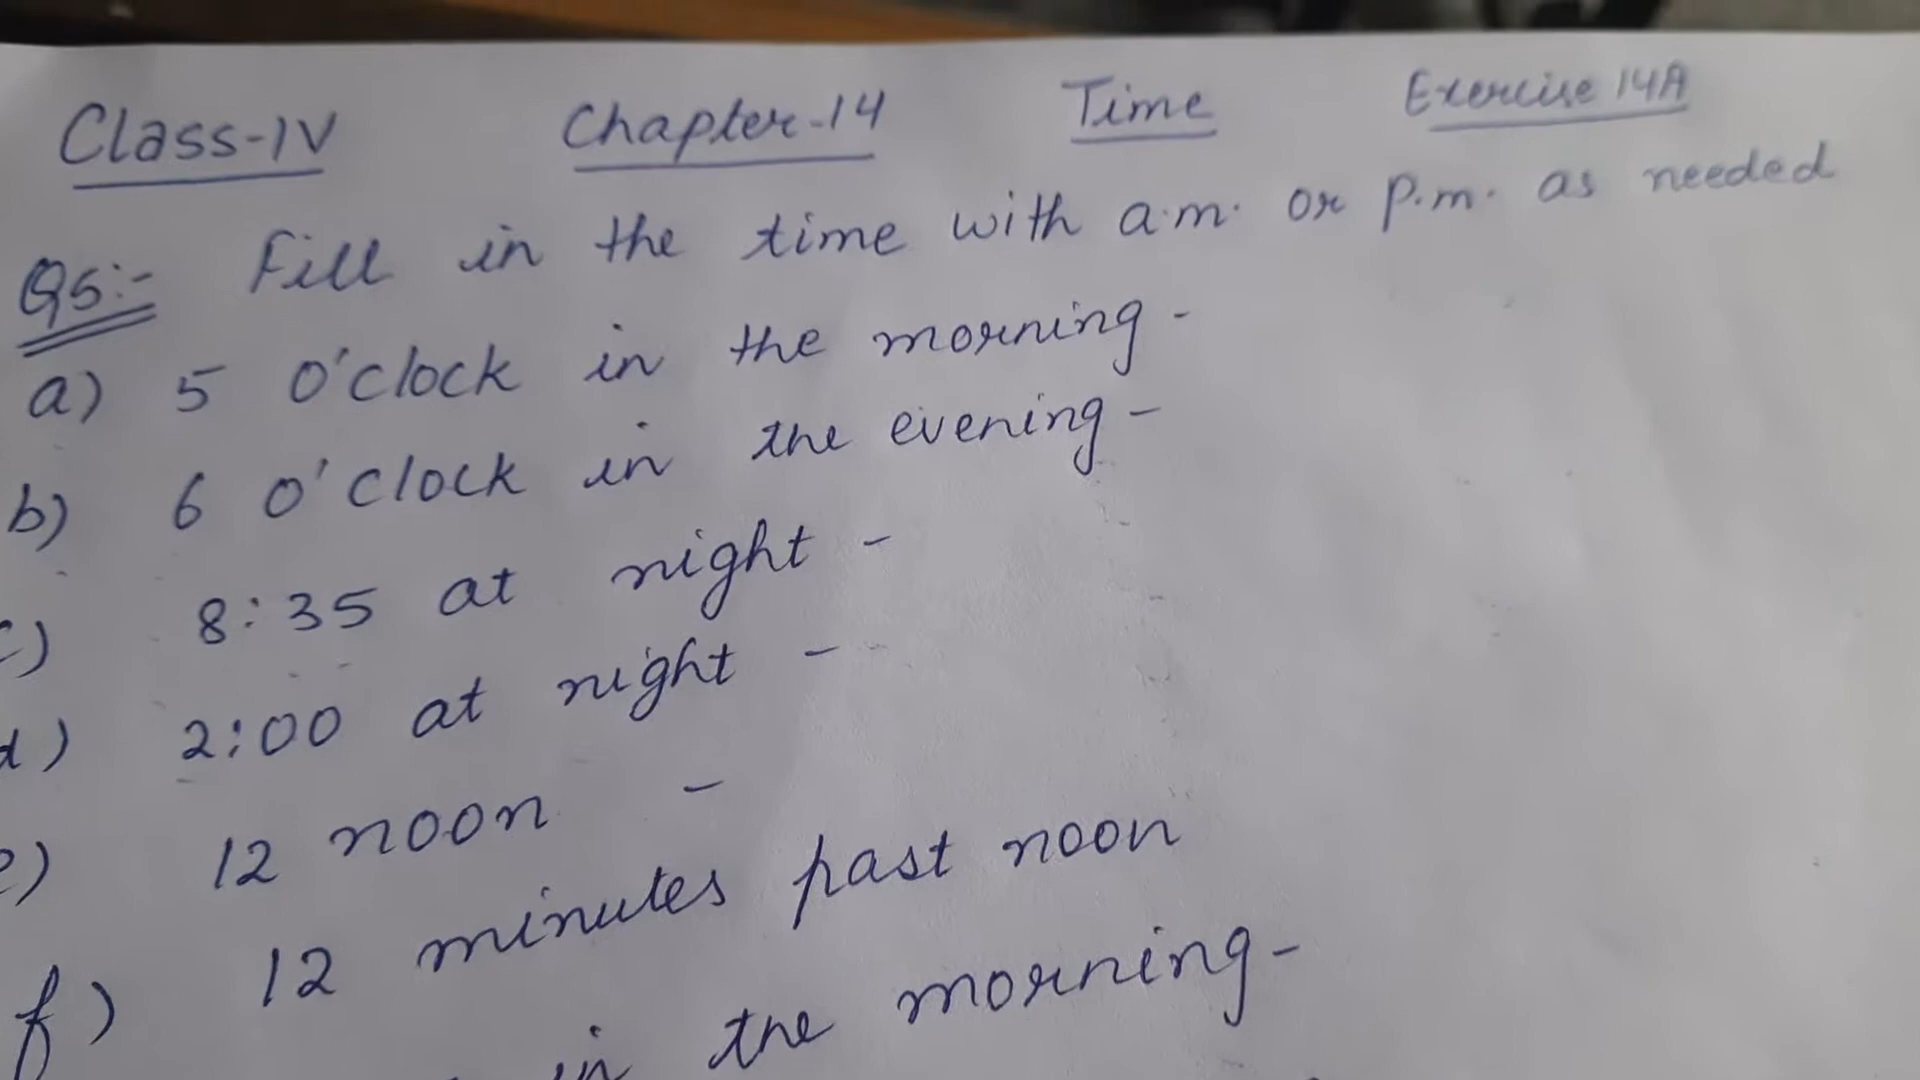 Class-IV Chapter-14 Time Exercise 14A
Q5:- Fill in the time with a.m. or p.m. as needed
a) 5 o'clock in the morning -
b) 6 o'clock in the evening -
c) 8:35 at night -
d) 2:00 at night -
e) 12 noon -
f) 12 minutes past noon
in the morning -